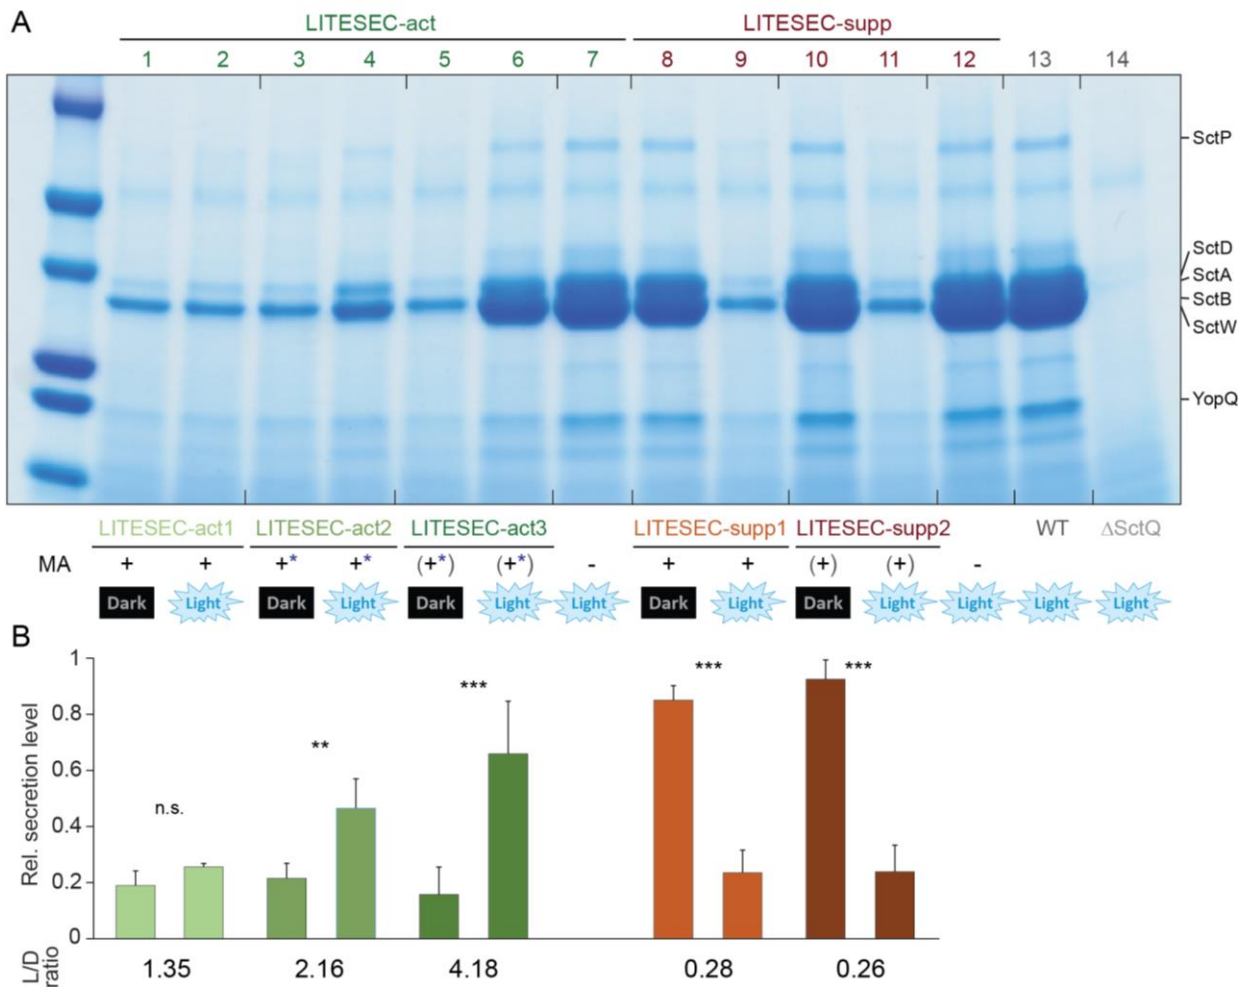 A
LITESEC-act LITESEC-supp
1 2 3 4 5 6 7 8 9 10 11 12 13 14
SctP
SctD
SctA
SctB
SctW
YopQ
LITESEC-act1 LITESEC-act2 LITESEC-act3 LITESEC-supp1 LITESEC-supp2 WT ΔSctQ
MA + + +* +* (+*) (+*) - + + (+) (+) -
Dark Light Dark Light Dark Light Light Dark Light Dark Light Light Light Light
B
Rel. secretion level
1
0.8
0.6
0.4
0.2
0
n.s. ** *** *** ***
L/D ratio 1.35 2.16 4.18 0.28 0.26